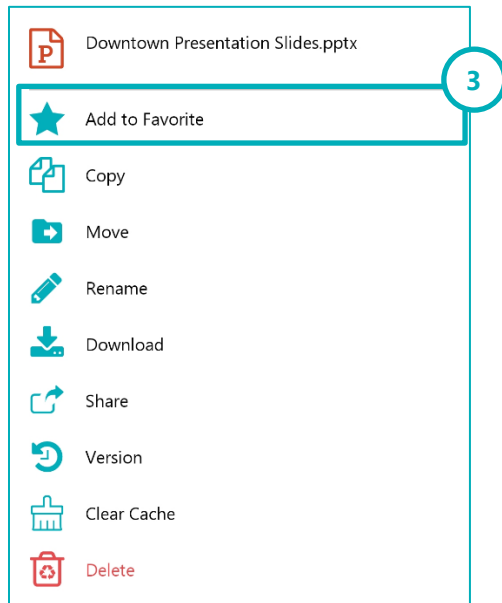 P
Downtown Presentation Slides.pptx
3
Add to Favorite
Copy
Move
Rename
Download
Share
Version
Clear Cache
Delete